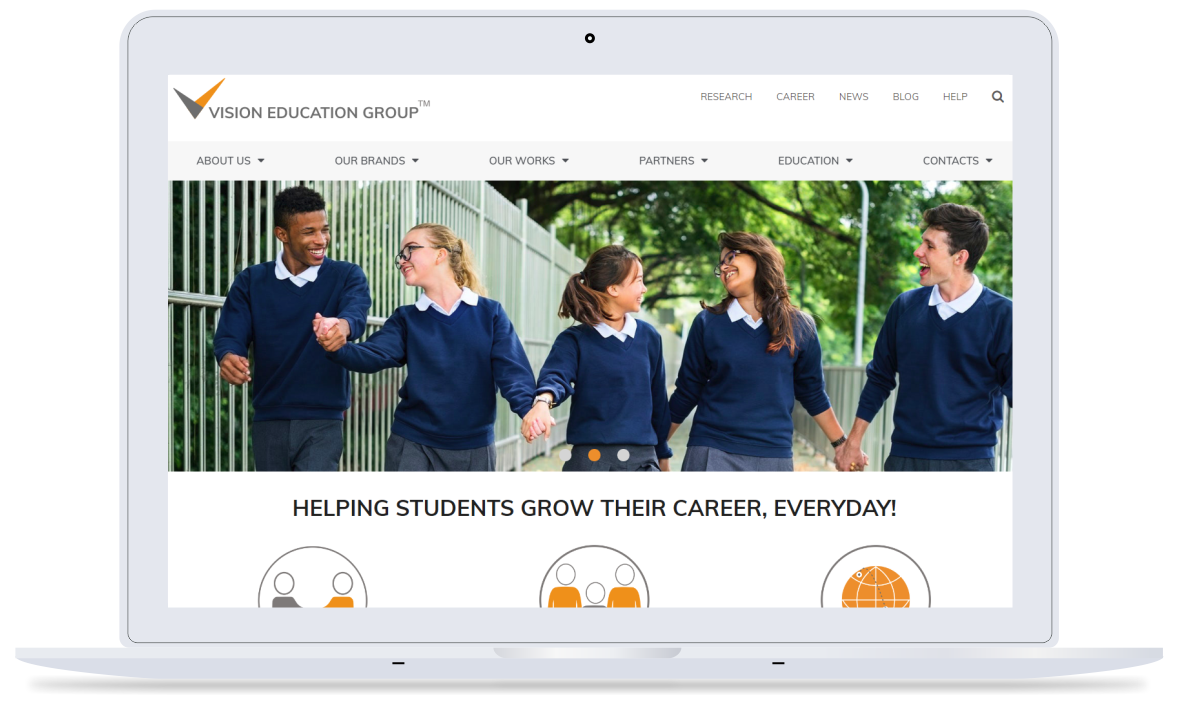 VISION EDUCATION GROUP™
RESEARCH CAREER NEWS BLOG HELP
ABOUT US OUR BRANDS OUR WORKS PARTNERS EDUCATION CONTACTS
HELPING STUDENTS GROW THEIR CAREER, EVERYDAY!